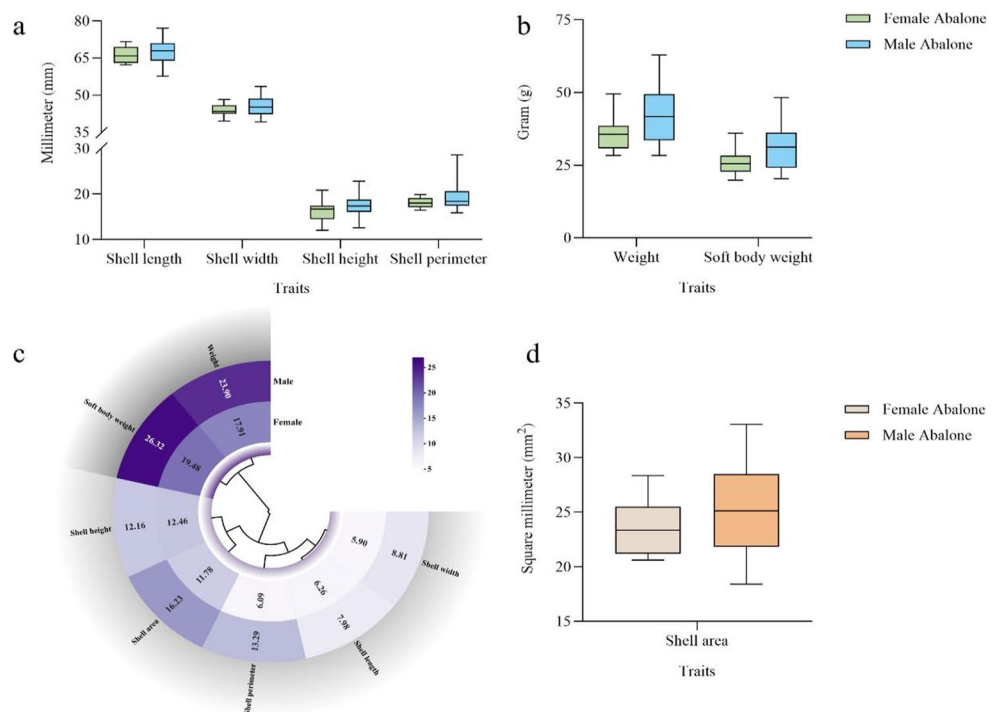 a
Millimeter (mm)
80
65
50
35
30
20
10
Shell length
Shell width
Shell height
Shell perimeter
Traits
b
Gram (g)
75
50
25
0
Weight
Soft body weight
Traits
Female Abalone
Male Abalone
c
Weight
Soft body weight
Shell height
Shell area
Shell perimeter
Shell length
Shell width
Male
Female
23.90
17.91
26.32
19.48
12.16
12.46
16.23
11.78
13.29
6.09
7.98
6.26
8.81
5.90
25
20
15
10
5
d
Square millimeter (mm²)
35
30
25
20
15
Shell area
Traits
Female Abalone
Male Abalone